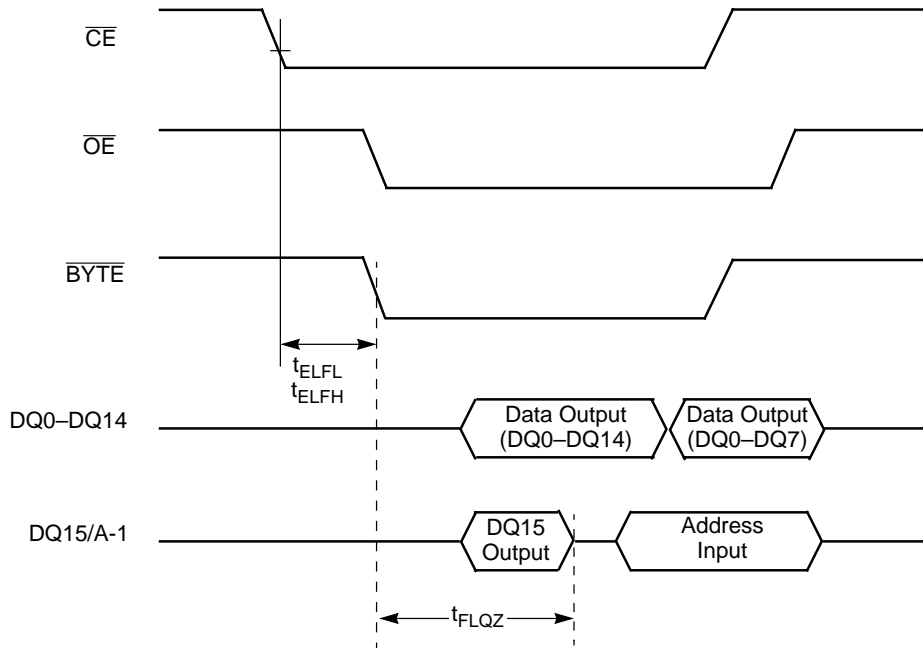 CE
OE
BYTE
tELFL
tELFH
DQ0–DQ14
Data Output
(DQ0–DQ14)
Data Output
(DQ0–DQ7)
DQ15/A-1
DQ15
Output
Address
Input
tFLQZ